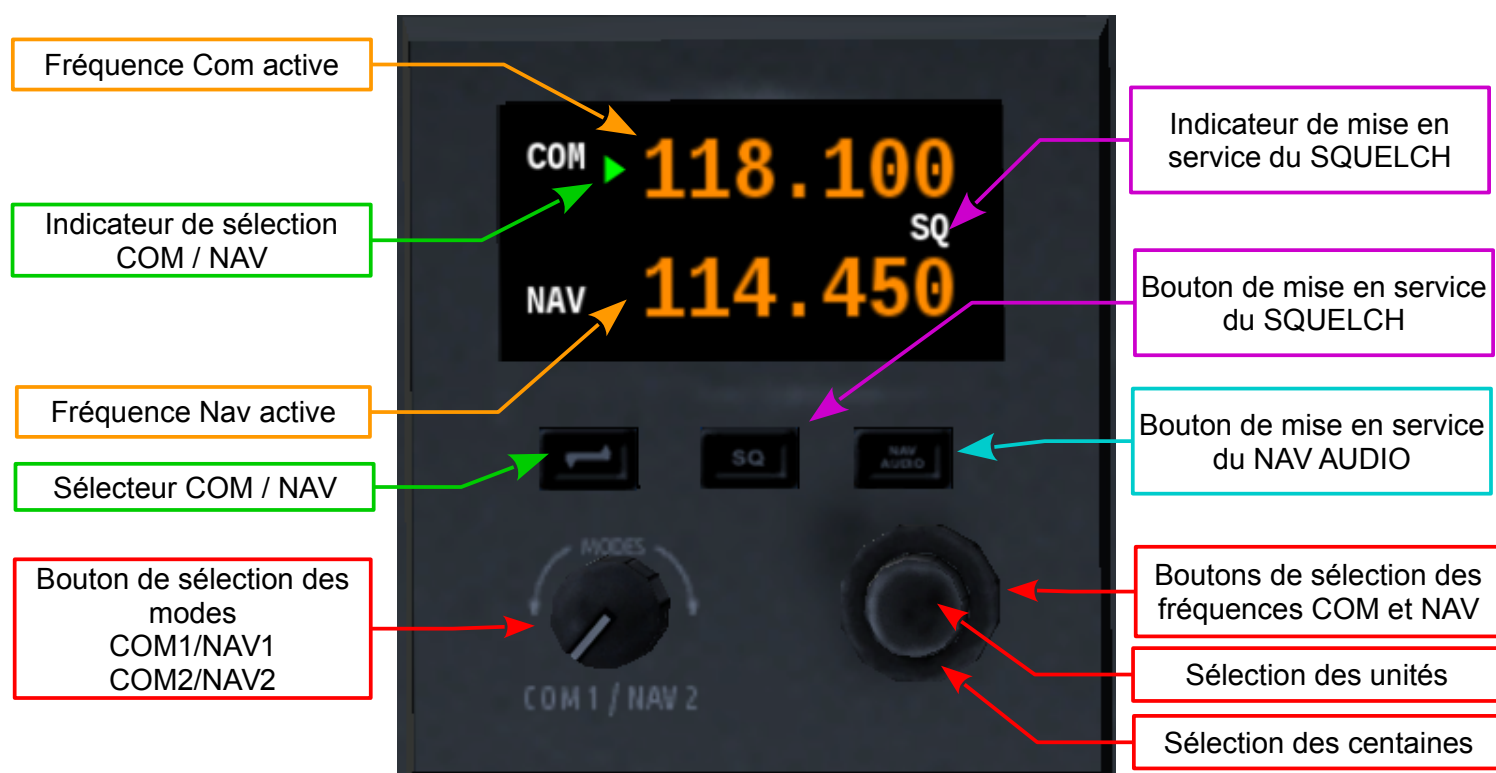 Fréquence Com active
Indicateur de sélection
COM / NAV
Fréquence Nav active
Sélecteur COM / NAV
Bouton de sélection des
modes
COM1/NAV1
COM2/NAV2
COM
118.100
SQ
NAV
114.450
SQ
NAV
AUDIO
MODES
COM 1 / NAV 2
Indicateur de mise en
service du SQUELCH
Bouton de mise en service
du SQUELCH
Bouton de mise en service
du NAV AUDIO
Boutons de sélection des
fréquences COM et NAV
Sélection des unités
Sélection des centaines